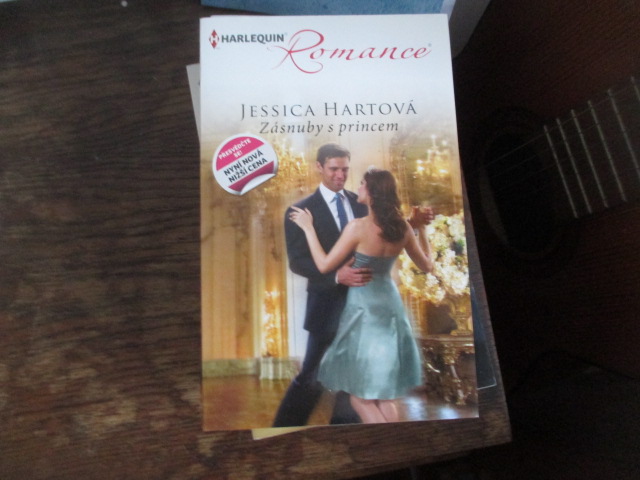 HARLEQUIN® Romance®
JESSICA HARTOVÁ
Zásnuby s princem
PŘESVĚDČTE
SE!
NYNÍ NOVÁ
NIŽŠÍ CENA